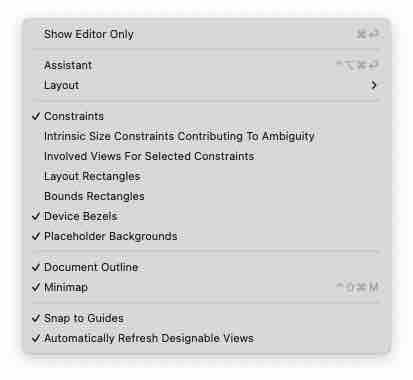 Show Editor Only ⌘⏎
Assistant ^⌥⌘⏎
Layout >
✓ Constraints
Intrinsic Size Constraints Contributing To Ambiguity
Involved Views For Selected Constraints
Layout Rectangles
Bounds Rectangles
✓ Device Bezels
✓ Placeholder Backgrounds
✓ Document Outline
✓ Minimap ^⇧⌘M
✓ Snap to Guides
✓ Automatically Refresh Designable Views